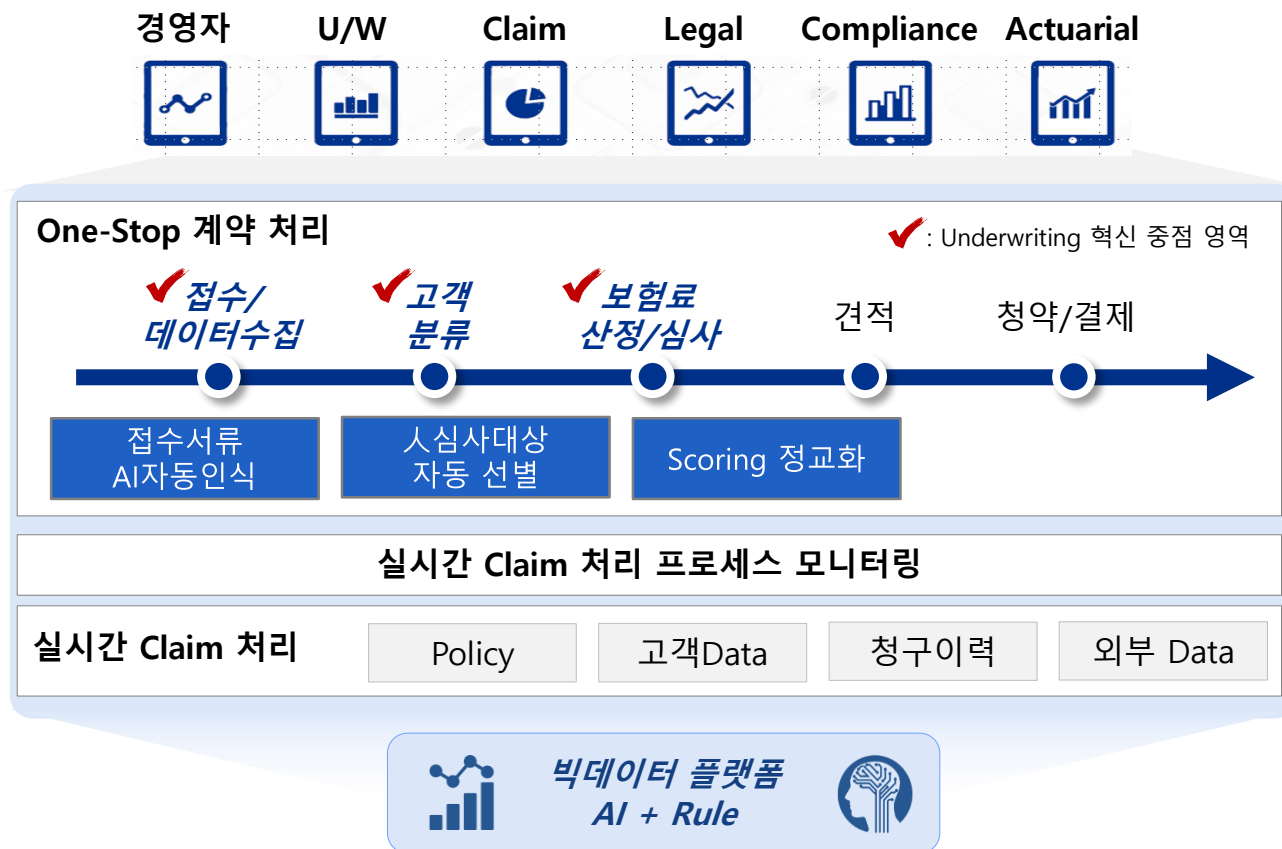 경영자 U/W Claim Legal Compliance Actuarial
One-Stop 계약 처리
: Underwriting 혁신 중점 영역
접수/
데이터수집
고객
분류
보험료
산정/심사
견적
청약/결제
접수서류
AI자동인식
人심사대상
자동 선별
Scoring 정교화
실시간 Claim 처리 프로세스 모니터링
실시간 Claim 처리
Policy
고객Data
청구이력
외부 Data
빅데이터 플랫폼
AI + Rule